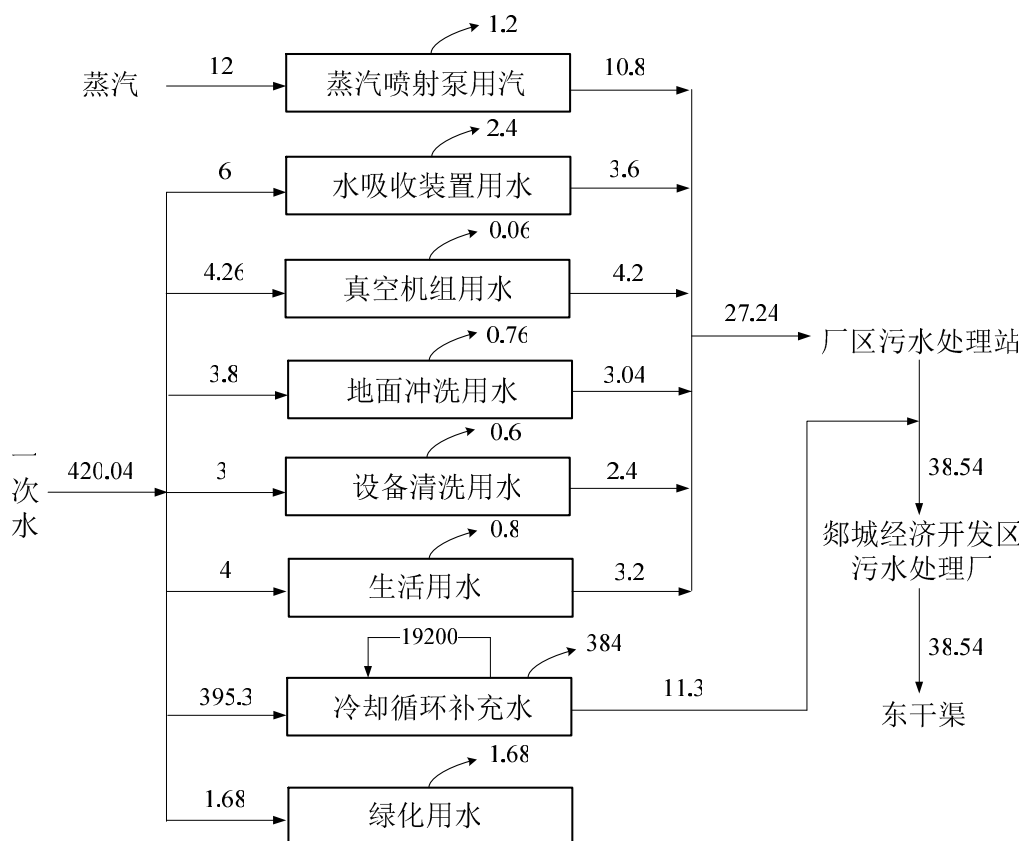 1.2
蒸汽
12
蒸汽喷射泵用汽
10.8
2.4
6
水吸收装置用水
3.6
0.06
4.26
真空机组用水
4.2
27.24
厂区污水处理站
0.76
3.8
地面冲洗用水
3.04
0.6
一次水
420.04
3
设备清洗用水
2.4
38.54
郯城经济开发区
污水处理厂
0.8
4
生活用水
3.2
19200
384
38.54
395.3
冷却循环补充水
11.3
东干渠
1.68
1.68
绿化用水